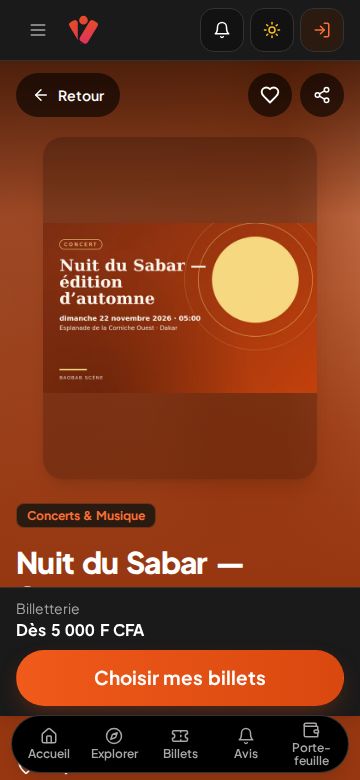 Retour
CONCERT
Nuit du Sabar —
édition
d'automne
dimanche 22 novembre 2026 · 05:00
Esplanade de la Corniche Ouest · Dakar
BAOBAB SCÈNE
Concerts & Musique
Nuit du Sabar —
Billetterie
Dès 5 000 F CFA
Choisir mes billets
Accueil
Explorer
Billets
Avis
Porte-
feuille